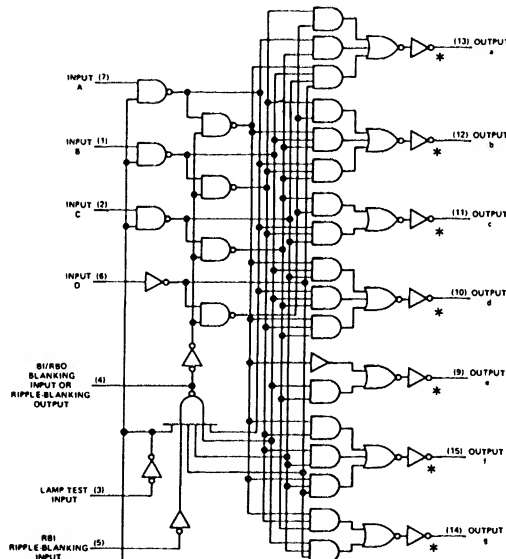 INPUT (7)
A
INPUT (1)
B
INPUT (2)
C
INPUT (6)
D
BI/RBO
BLANKING (4)
INPUT OR
RIPPLE-BLANKING
OUTPUT
LAMP TEST (3)
INPUT
RBI (5)
RIPPLE-BLANKING
INPUT
(13) OUTPUT
* a
(12) OUTPUT
* b
(11) OUTPUT
* c
(10) OUTPUT
* d
(9) OUTPUT
* e
(15) OUTPUT
* f
(14) OUTPUT
* g